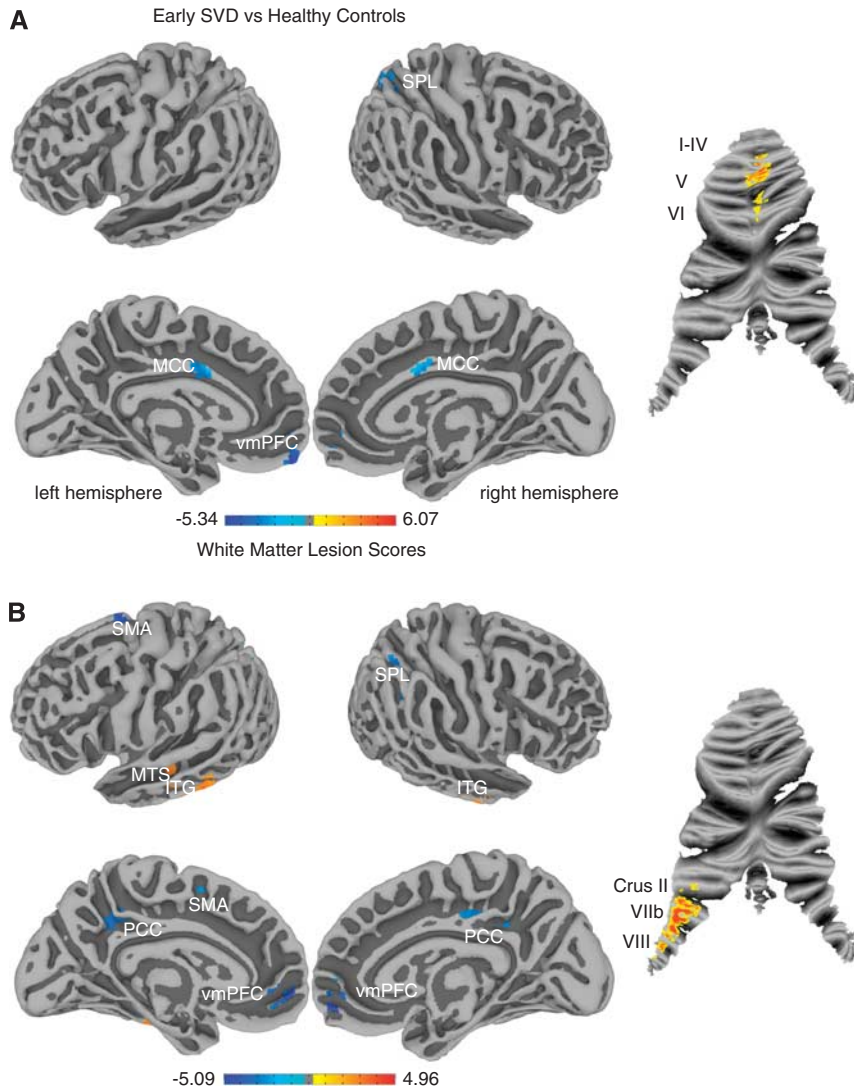 A
Early SVD vs Healthy Controls
SPL
I-IV
V
VI
MCC
MCC
vmPFC
left hemisphere
right hemisphere
-5.34 6.07
White Matter Lesion Scores
B
SMA
SPL
MTS
ITG
ITG
Crus II
VIIb
VIII
SMA
PCC
PCC
vmPFC
vmPFC
-5.09 4.96